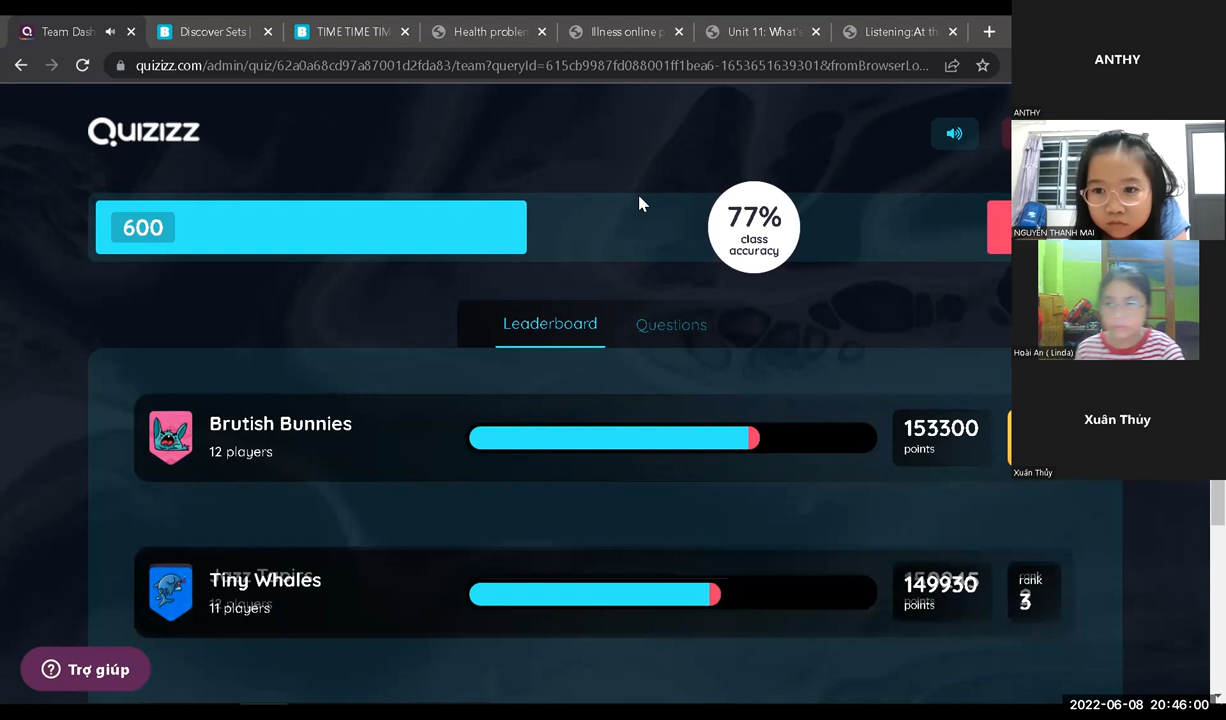 Team Dash
Discover Sets |
TIME TIME TIM
Health problem
Illness online p
Unit 11: What's
Listening:At th
quizizz.com/admin/quiz/62a0a68cd97a87001d2fda83/team?queryId=615cb9987fd088001ff1bea6-1653651639301&fromBrowserLo...
ANTHY
ANTHY
Quizizz
NGUYỄN THANH MAI
600
77%
class
accuracy
Leaderboard
Questions
Hoài An ( Linda)
Brutish Bunnies
12 players
153300
points
Xuân Thủy
Xuân Thủy
Tiny Whales
11 players
149930
points
rank
3
Trợ giúp
2022-06-08 20:46:00